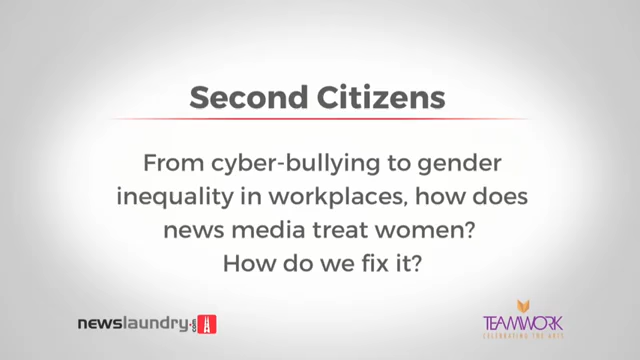 Second Citizens
From cyber-bullying to gender
inequality in workplaces, how does
news media treat women?
How do we fix it?
newslaundry.com
TEAMWORK
CELEBRATING THE ARTS